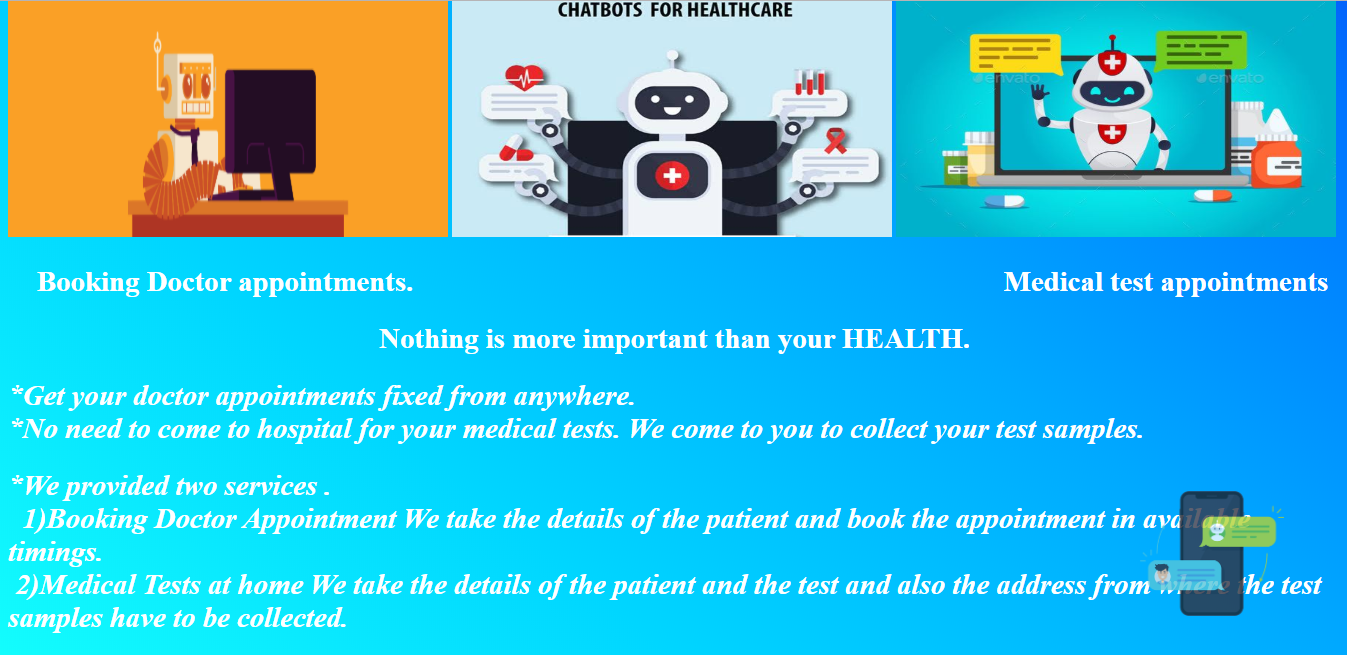 CHATBOTS FOR HEALTHCARE
envato
envato
Booking Doctor appointments.
Medical test appointments
Nothing is more important than your HEALTH.
*Get your doctor appointments fixed from anywhere.
*No need to come to hospital for your medical tests. We come to you to collect your test samples.
*We provided two services .
1)Booking Doctor Appointment We take the details of the patient and book the appointment in available
timings.
2)Medical Tests at home We take the details of the patient and the test and also the address from where the test
samples have to be collected.